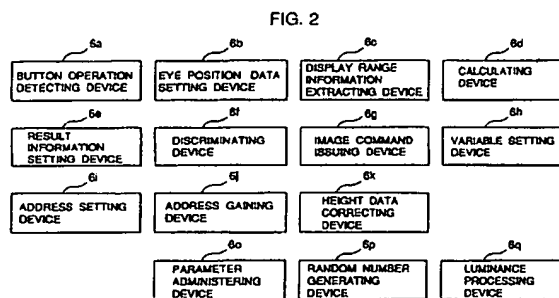 FIG. 2
6a
6b
6c
6d
BUTTON OPERATION
DETECTING DEVICE
EYE POSITION DATA
SETTING DEVICE
DISPLAY RANGE
INFORMATION
EXTRACTING DEVICE
CALCULATING
DEVICE
6e
6f
6g
6h
RESULT
INFORMATION
SETTING DEVICE
DISCRIMINATING
DEVICE
IMAGE COMMAND
ISSUING DEVICE
VARIABLE SETTING
DEVICE
6i
6j
6x
ADDRESS SETTING
DEVICE
ADDRESS GAINING
DEVICE
HEIGHT DATA
CORRECTING
DEVICE
6o
6p
6q
PARAMETER
ADMINISTERING
DEVICE
RANDOM NUMBER
GENERATING
DEVICE
LUMINANCE
PROCESSING
DEVICE